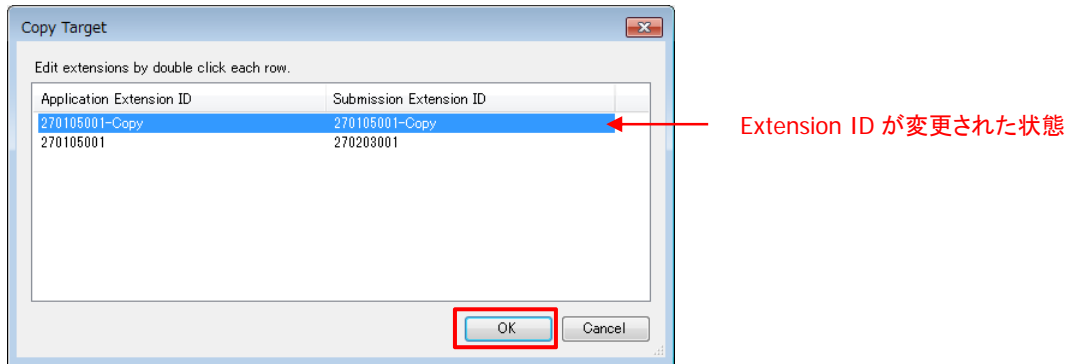 Copy Target
Edit extensions by double click each row.
Application Extension ID Submission Extension ID
270105001-Copy 270105001-Copy
270105001 270203001
Extension ID が変更された状態
OK Cancel